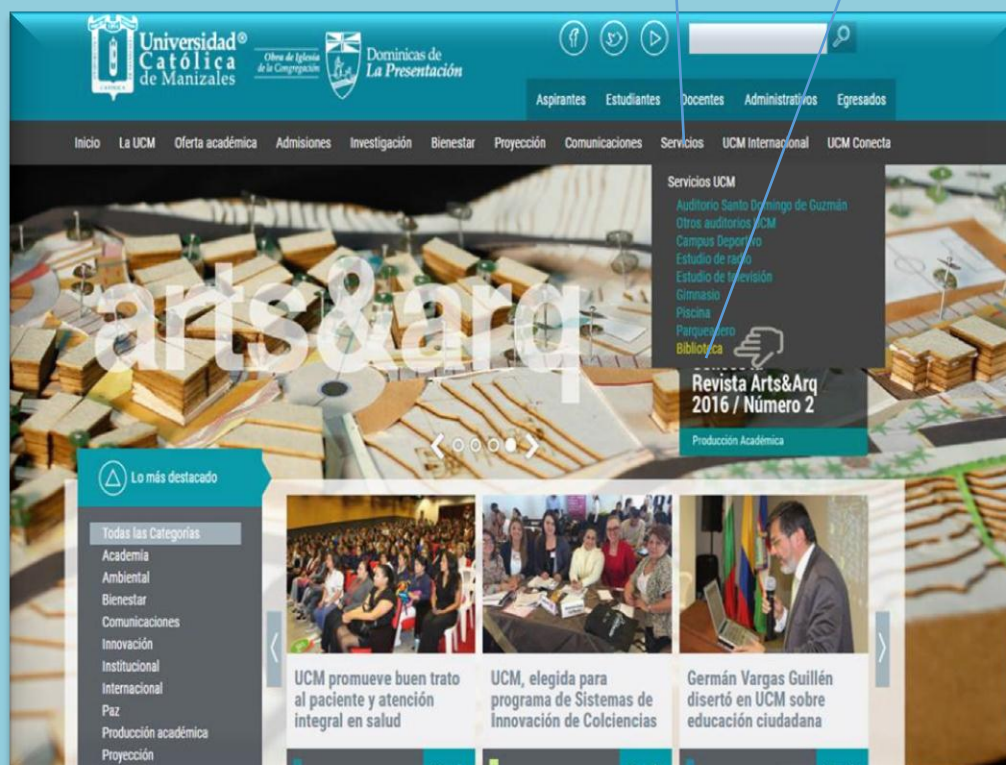 Universidad®
Católica
de Manizales
Obra de Iglesia
de la Congregación
Dominicas de
La Presentación
Aspirantes Estudiantes Docentes Administrativos Egresados
Inicio La UCM Oferta académica Admisiones Investigación Bienestar Proyección Comunicaciones Servicios UCM Internacional UCM Conecta
Servicios UCM
Auditorio Santo Domingo de Guzmán
Otros auditorios UCM
Campus Deportivo
Estudio de radio
Estudio de televisión
Gimnasio
Piscina
Parqueadero
Biblioteca
arts&arq
Revista Arts&Arq
2016 / Número 2
Producción Académica
Lo más destacado
Todas las Categorías
Academia
Ambiental
Bienestar
Comunicaciones
Innovación
Institucional
Internacional
Paz
Producción académica
Proyección
UCM promueve buen trato
al paciente y atención
integral en salud
UCM, elegida para
programa de Sistemas de
Innovación de Colciencias
Germán Vargas Guillén
disertó en UCM sobre
educación ciudadana